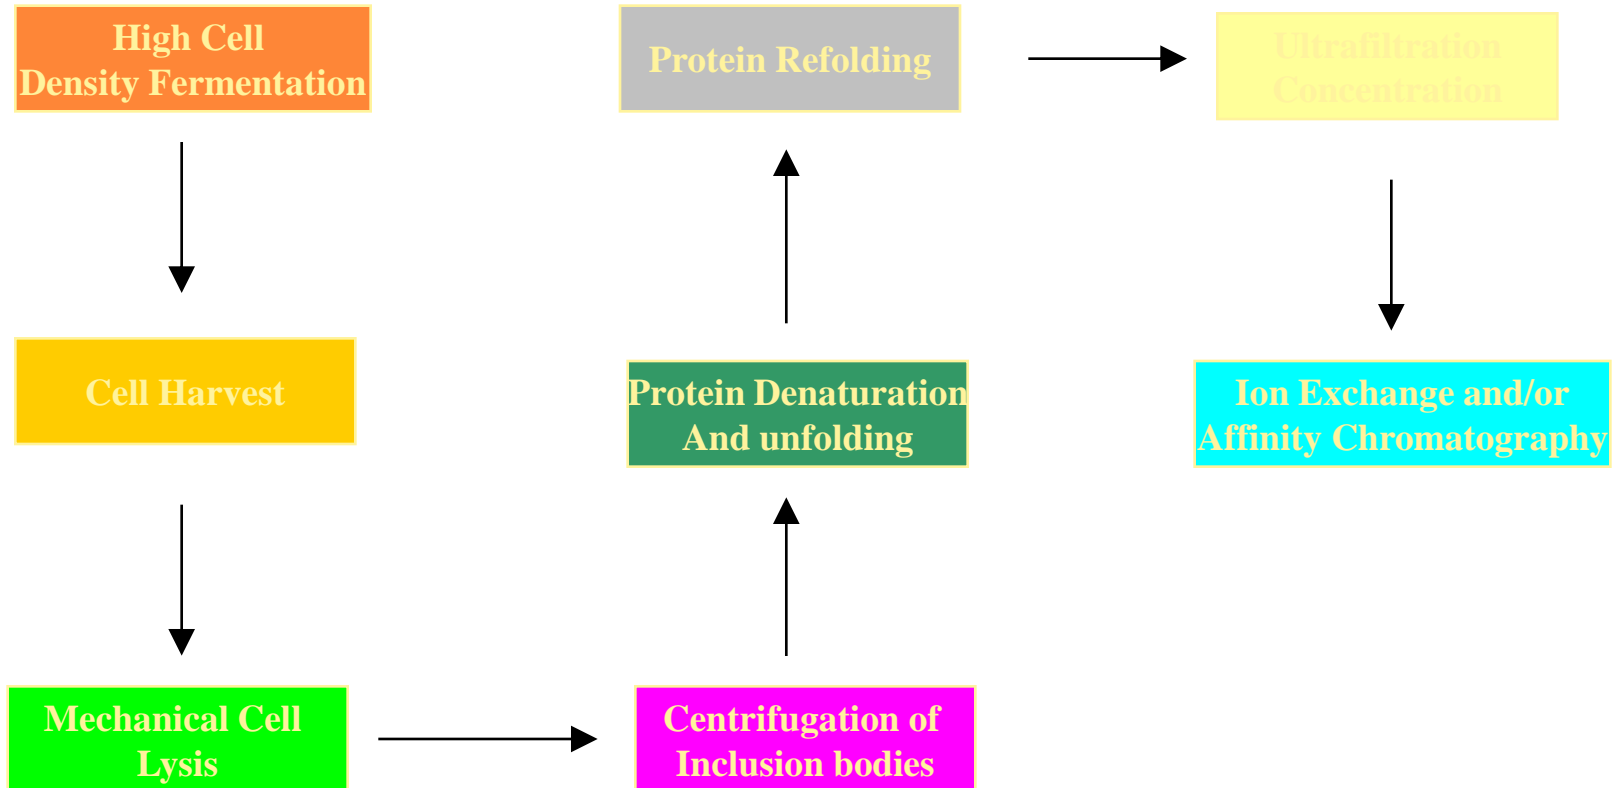 High Cell
Density Fermentation
Cell Harvest
Mechanical Cell
Lysis
Centrifugation of
Inclusion bodies
Protein Denaturation
And unfolding
Protein Refolding
Ultrafiltration
Concentration
Ion Exchange and/or
Affinity Chromatography